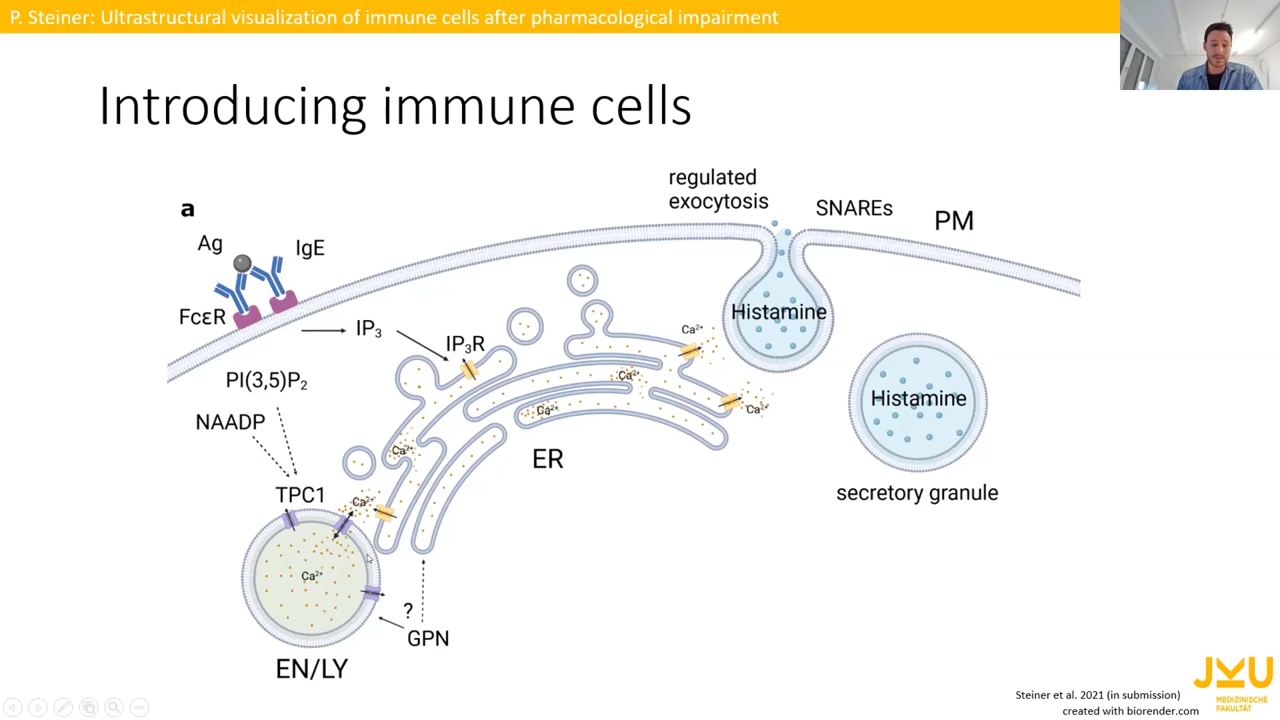 P. Steiner: Ultrastructural visualization of immune cells after pharmacological impairment
Introducing immune cells
a
Ag
IgE
FcεR
IP₃
IP₃R
PI(3,5)P₂
NAADP
TPC1
Ca²⁺
Ca²⁺
Ca²⁺
Ca²⁺
Ca²⁺
Ca²⁺
Ca²⁺
ER
EN/LY
?
GPN
regulated
exocytosis
SNAREs
PM
Histamine
Histamine
secretory granule
Steiner et al. 2021 (in submission)
created with biorender.com
JKU
MEDIZINISCHE
FAKULTÄT